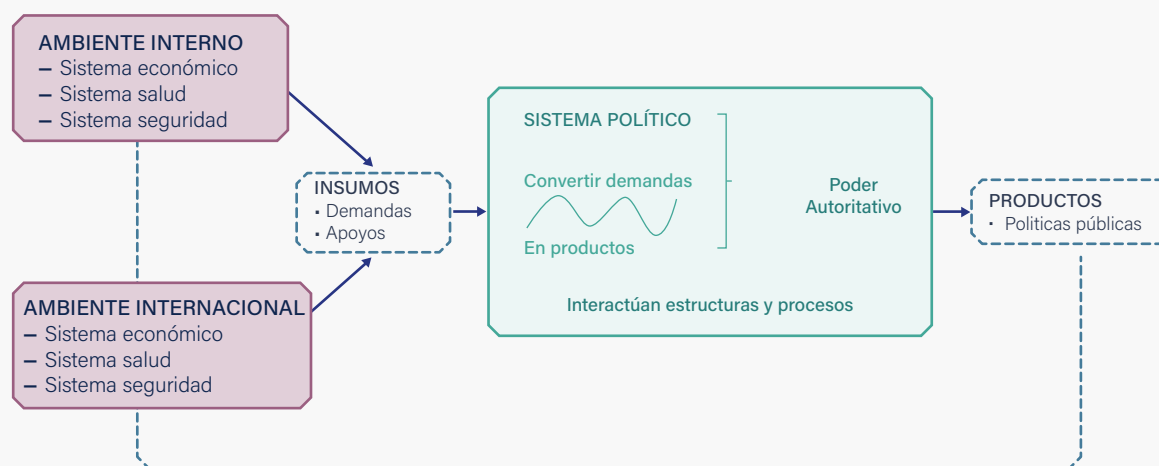 AMBIENTE INTERNO
– Sistema económico
– Sistema salud
– Sistema seguridad
INSUMOS
▪ Demandas
▪ Apoyos
AMBIENTE INTERNACIONAL
– Sistema económico
– Sistema salud
– Sistema seguridad
SISTEMA POLÍTICO
Convertir demandas
En productos
Poder
Autoritativo
Interactúan estructuras y procesos
PRODUCTOS
▪ Politicas públicas